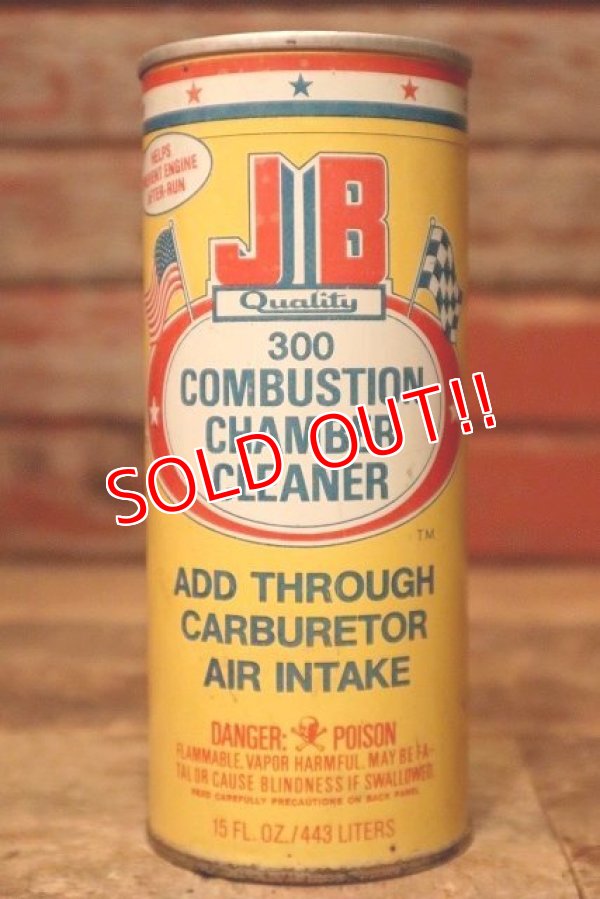 HELPS
ENGINE
AFTER-RUN
JB
Quality
300
COMBUSTION
CHAMBER
CLEANER
SOLD OUT!!
TM
ADD THROUGH
CARBURETOR
AIR INTAKE
DANGER: POISON
FLAMMABLE. VAPOR HARMFUL. MAY BE FA-
TAL OR CAUSE BLINDNESS IF SWALLOWED.
READ CAREFULLY PRECAUTIONS ON BACK PANEL
15 FL. OZ./443 LITERS